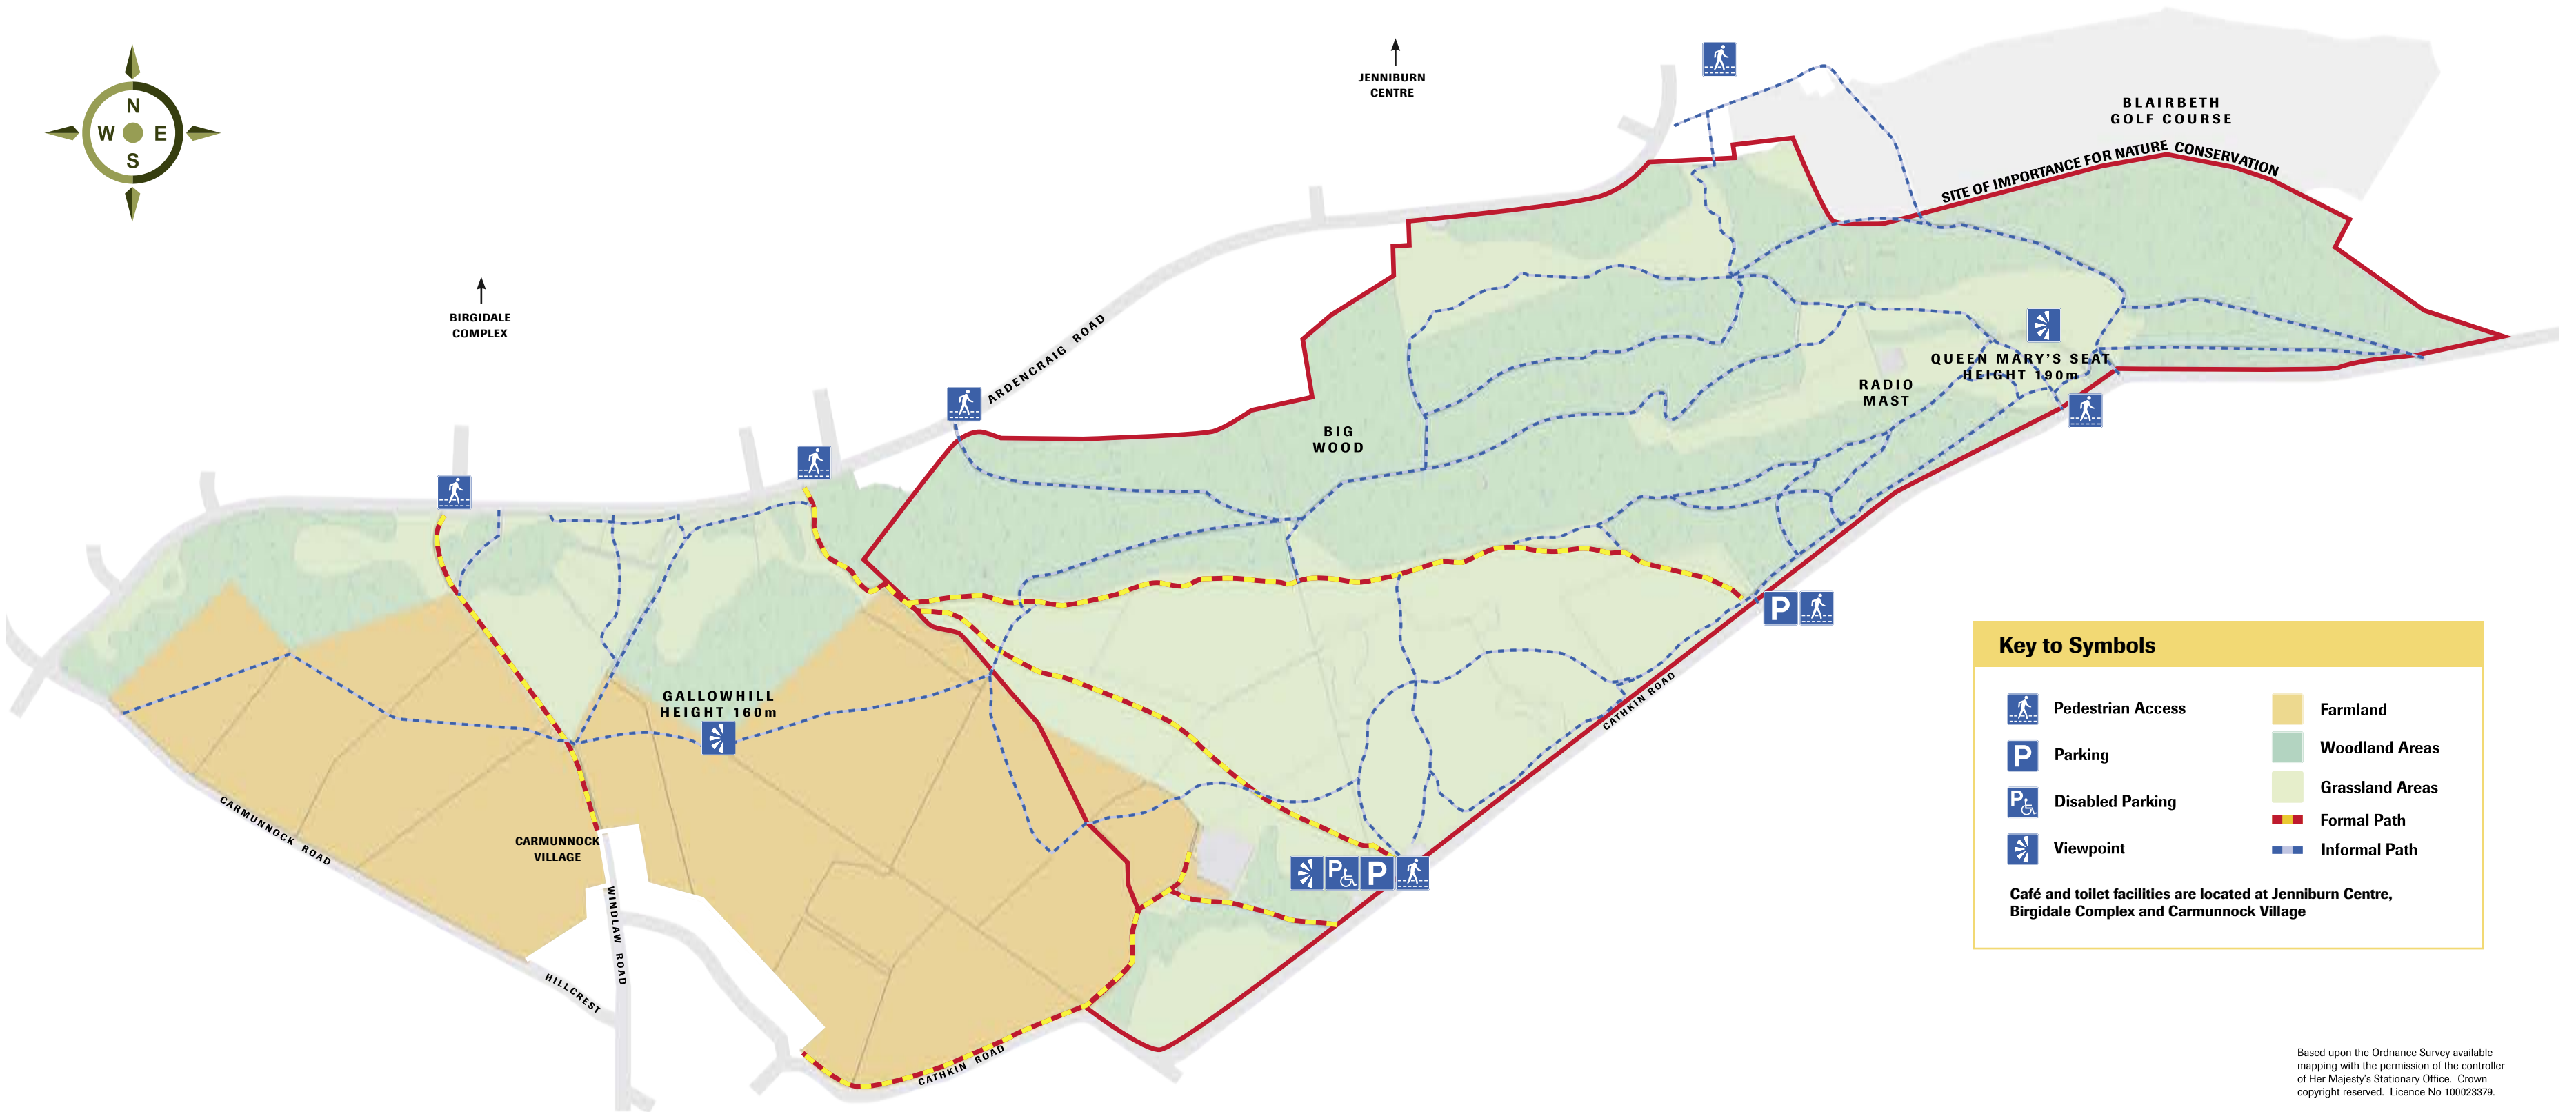 N
W E
S
JENNIBURN
CENTRE
BLAIRBETH
GOLF COURSE
SITE OF IMPORTANCE FOR NATURE CONSERVATION
BIRGIDALE
COMPLEX
ARDENCRAIG ROAD
QUEEN MARY'S SEAT
HEIGHT 190m
RADIO
MAST
BIG
WOOD
P
GALLOWHILL
HEIGHT 160m
CATHKIN ROAD
CARMUNNOCK ROAD
CARMUNNOCK
VILLAGE
P P
WINDLAW ROAD
HILLCREST
CATHKIN ROAD
Key to Symbols
Pedestrian Access
P Parking
P Disabled Parking
Viewpoint
Farmland
Woodland Areas
Grassland Areas
Formal Path
Informal Path
Café and toilet facilities are located at Jenniburn Centre,
Birgidale Complex and Carmunnock Village
Based upon the Ordnance Survey available
mapping with the permission of the controller
of Her Majesty's Stationary Office. Crown
copyright reserved. Licence No 100023379.